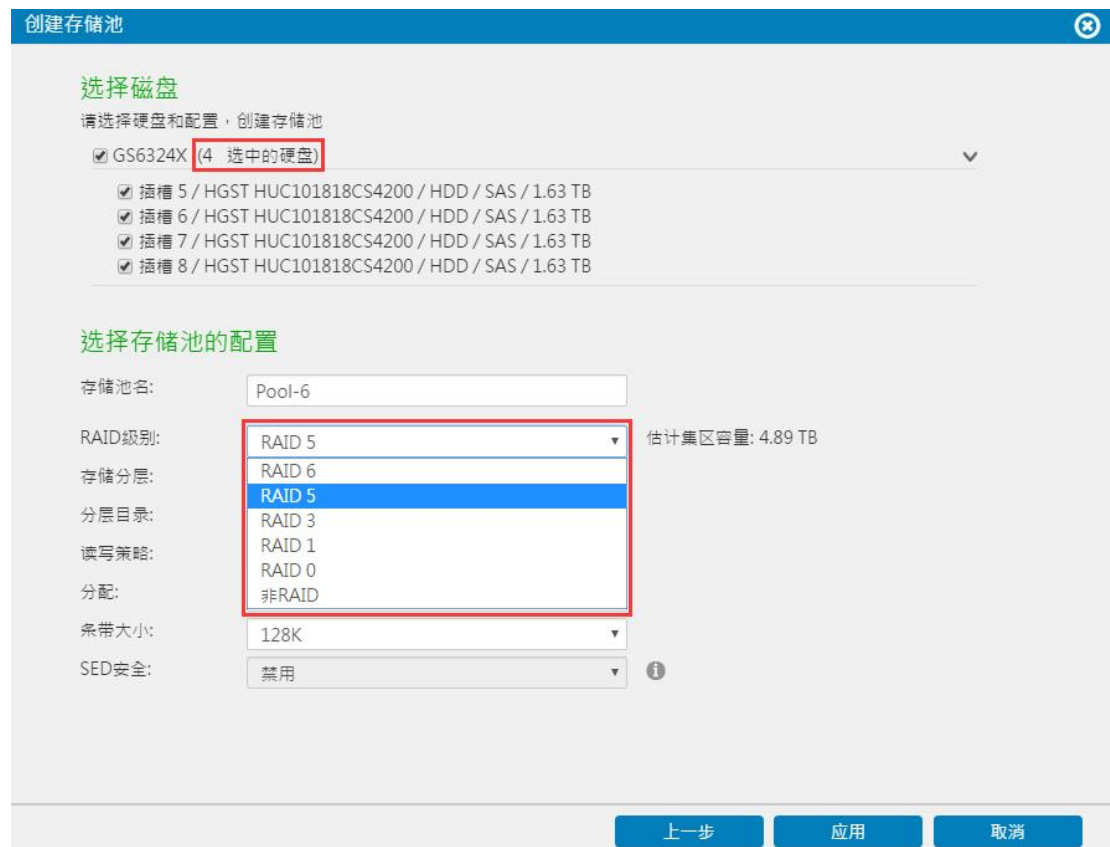 创建存储池
选择磁盘
请选择硬盘和配置，创建存储池
GS6324X (4 选中的硬盘)
插槽 5 / HGST HUC101818CS4200 / HDD / SAS / 1.63 TB
插槽 6 / HGST HUC101818CS4200 / HDD / SAS / 1.63 TB
插槽 7 / HGST HUC101818CS4200 / HDD / SAS / 1.63 TB
插槽 8 / HGST HUC101818CS4200 / HDD / SAS / 1.63 TB
选择存储池的配置
存储池名: Pool-6
RAID级别: RAID 5 估计集区容量: 4.89 TB
存储分层: RAID 6
RAID 5
分层目录: RAID 3
读写策略: RAID 1
RAID 0
分配: 非RAID
条带大小: 128K
SED安全: 禁用
上一步 应用 取消